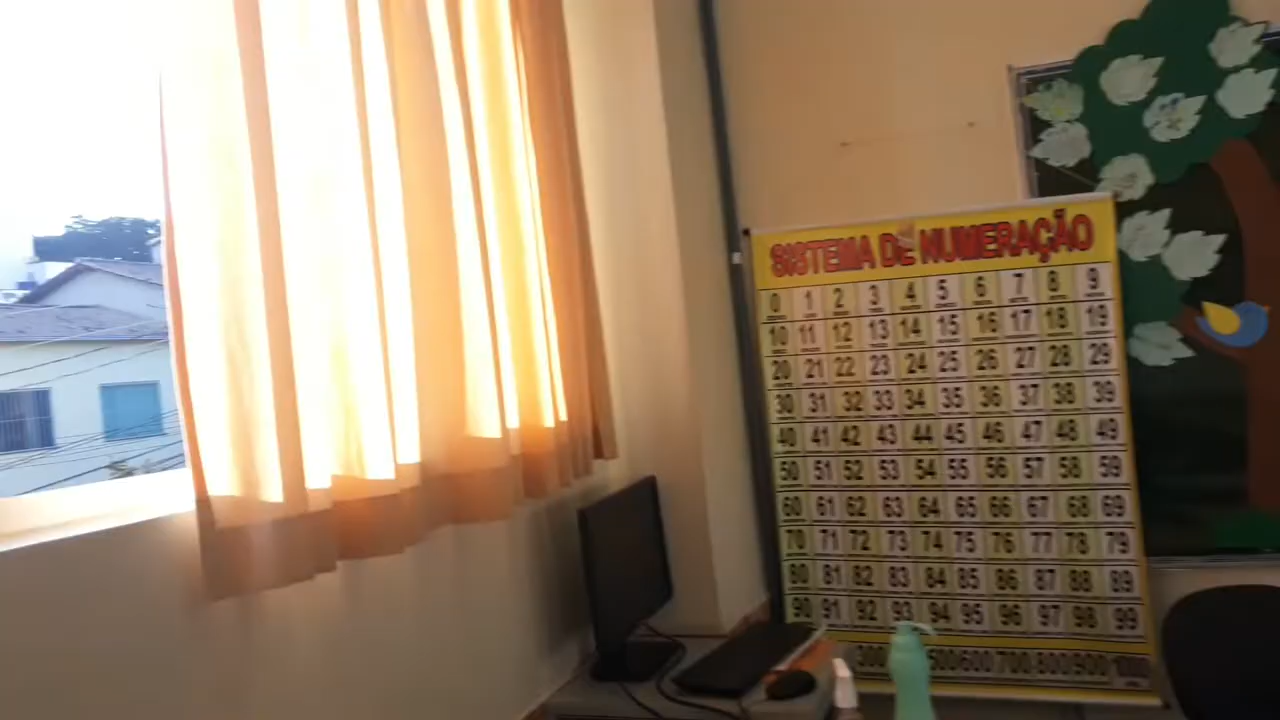 SISTEMA DE NUMERAÇÃO
0 1 2 3 4 5 6 7 8 9
10 11 12 13 14 15 16 17 18 19
20 21 22 23 24 25 26 27 28 29
30 31 32 33 34 35 36 37 38 39
40 41 42 43 44 45 46 47 48 49
50 51 52 53 54 55 56 57 58 59
60 61 62 63 64 65 66 67 68 69
70 71 72 73 74 75 76 77 78 79
80 81 82 83 84 85 86 87 88 89
90 91 92 93 94 95 96 97 98 99
300 500 600 700 800 900 1000